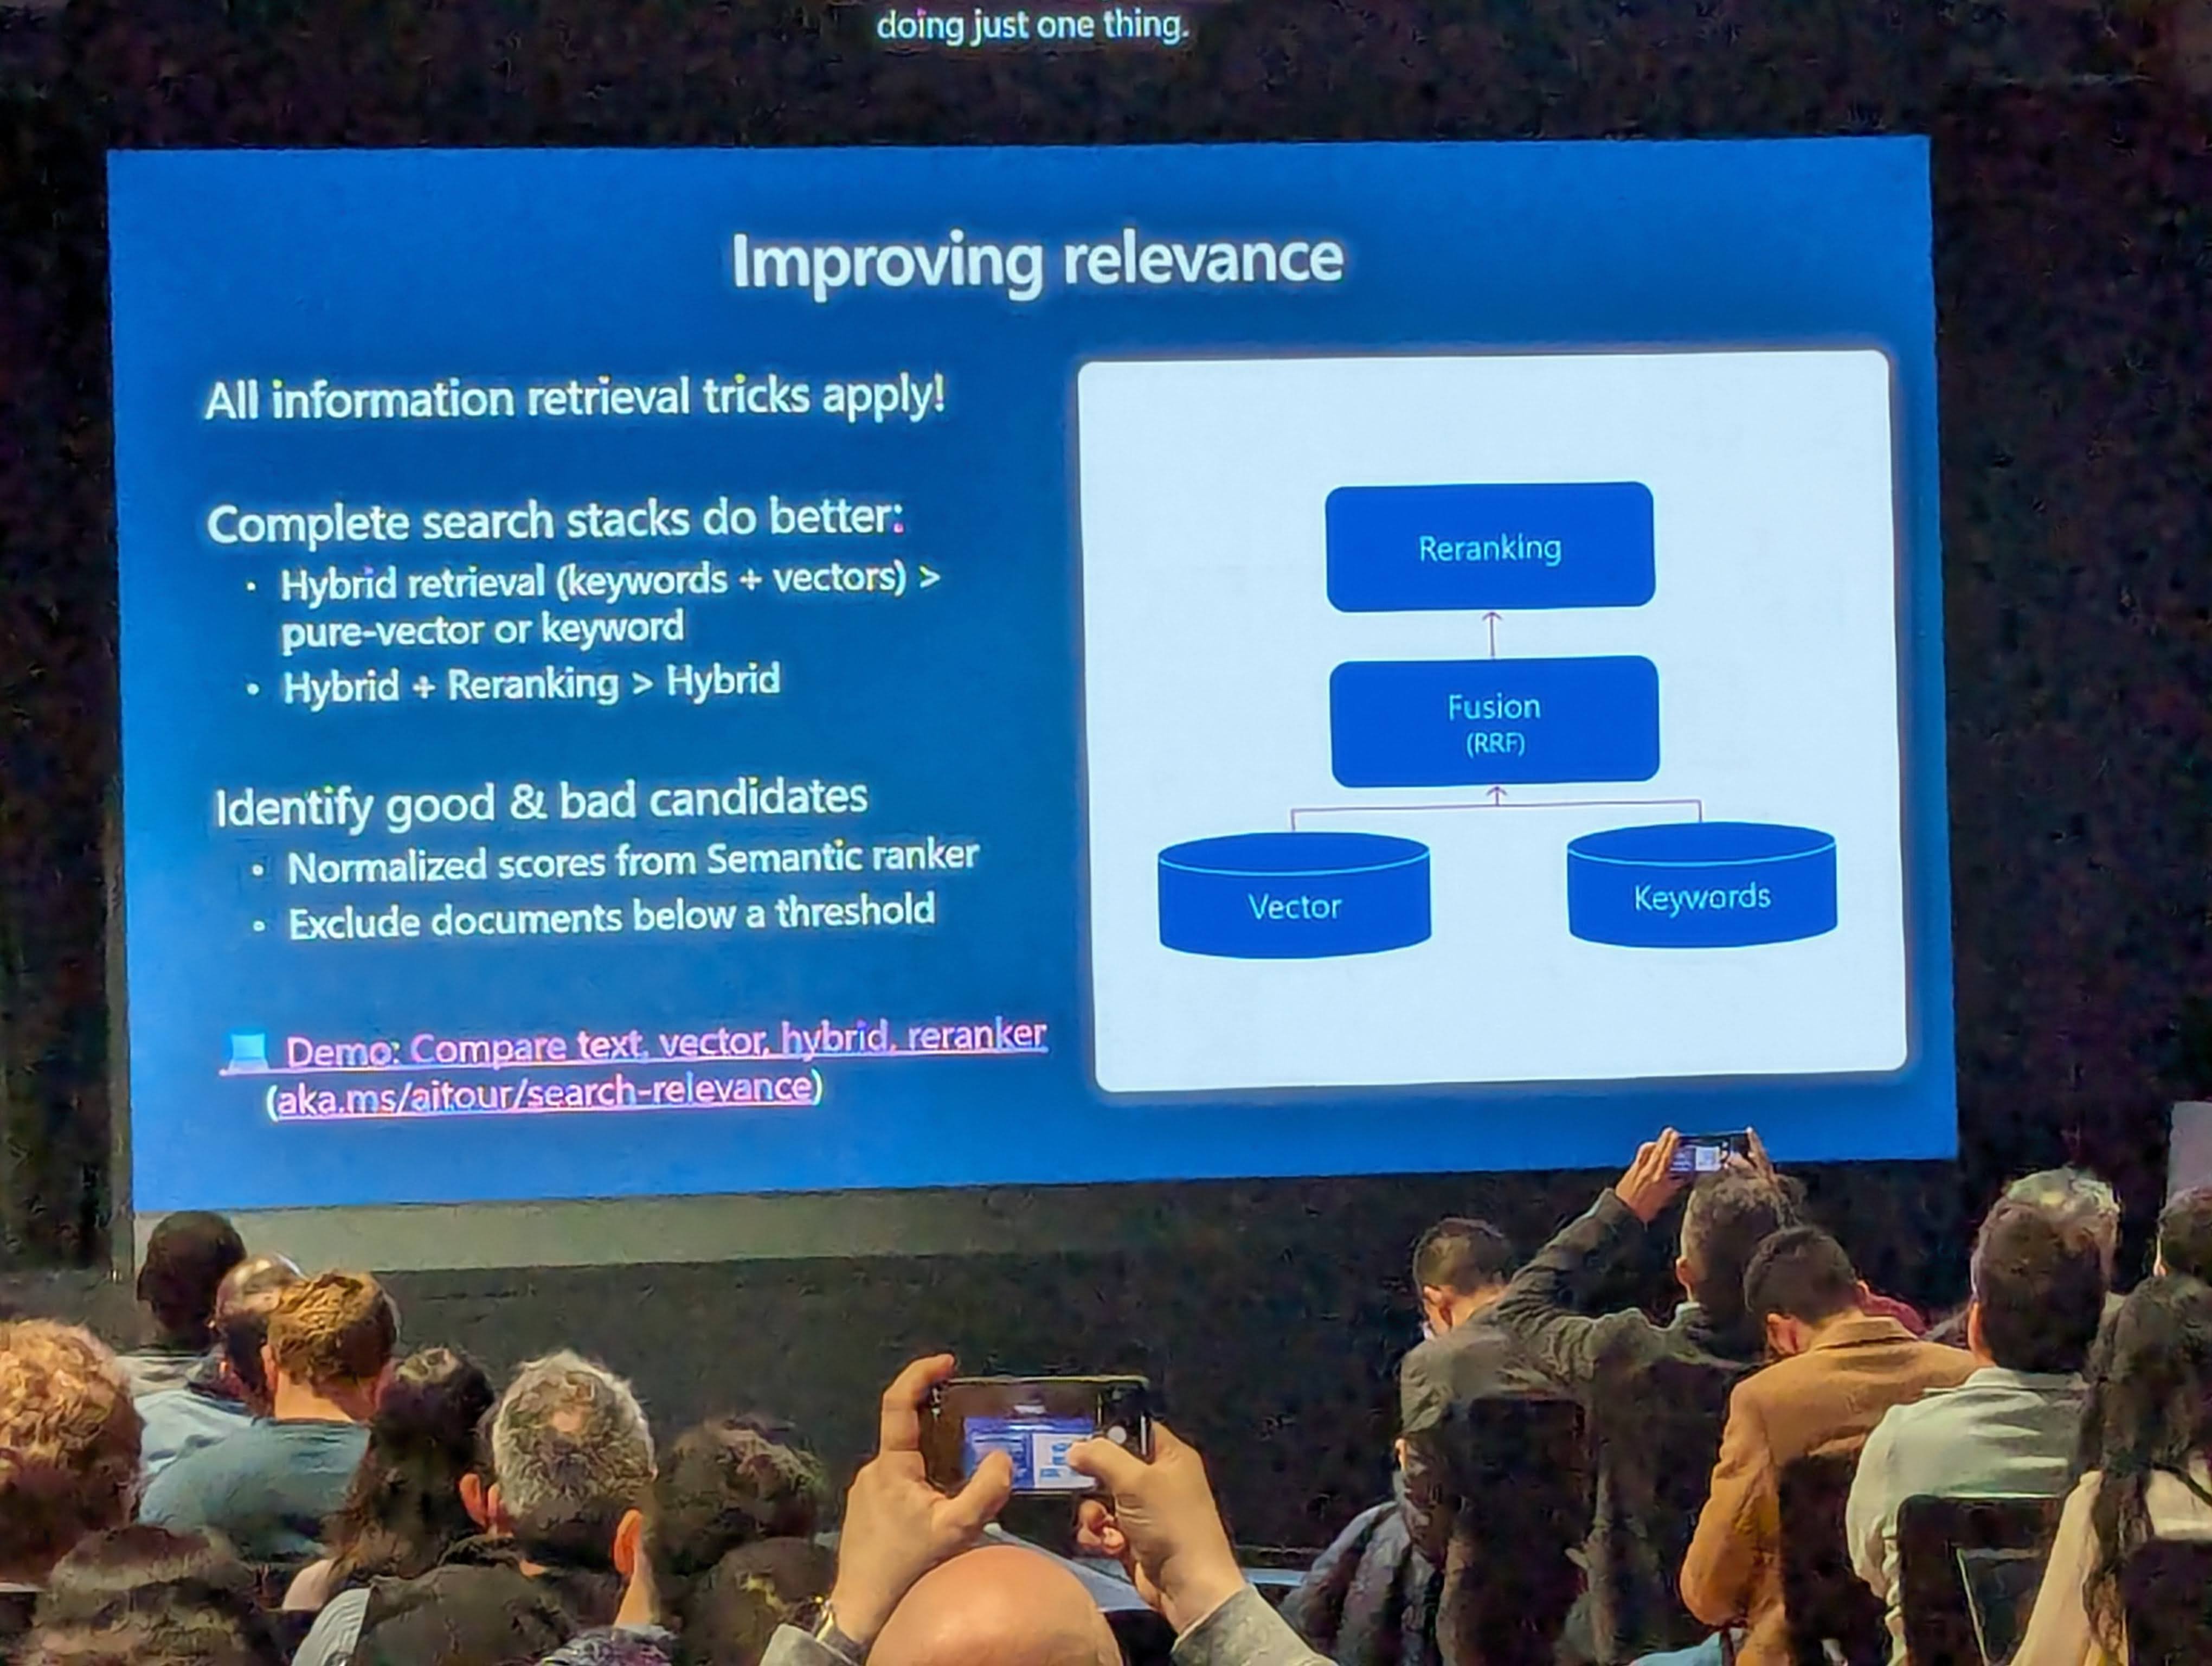 doing just one thing.
Improving relevance
All information retrieval tricks apply!
Complete search stacks do better:
• Hybrid retrieval (keywords + vectors) >
pure-vector or keyword
• Hybrid + Reranking > Hybrid
Identify good & bad candidates
• Normalized scores from Semantic ranker
• Exclude documents below a threshold
Demo: Compare text, vector, hybrid, reranker
(aka.ms/aitour/search-relevance)
Reranking
Fusion
(RRF)
Vector
Keywords